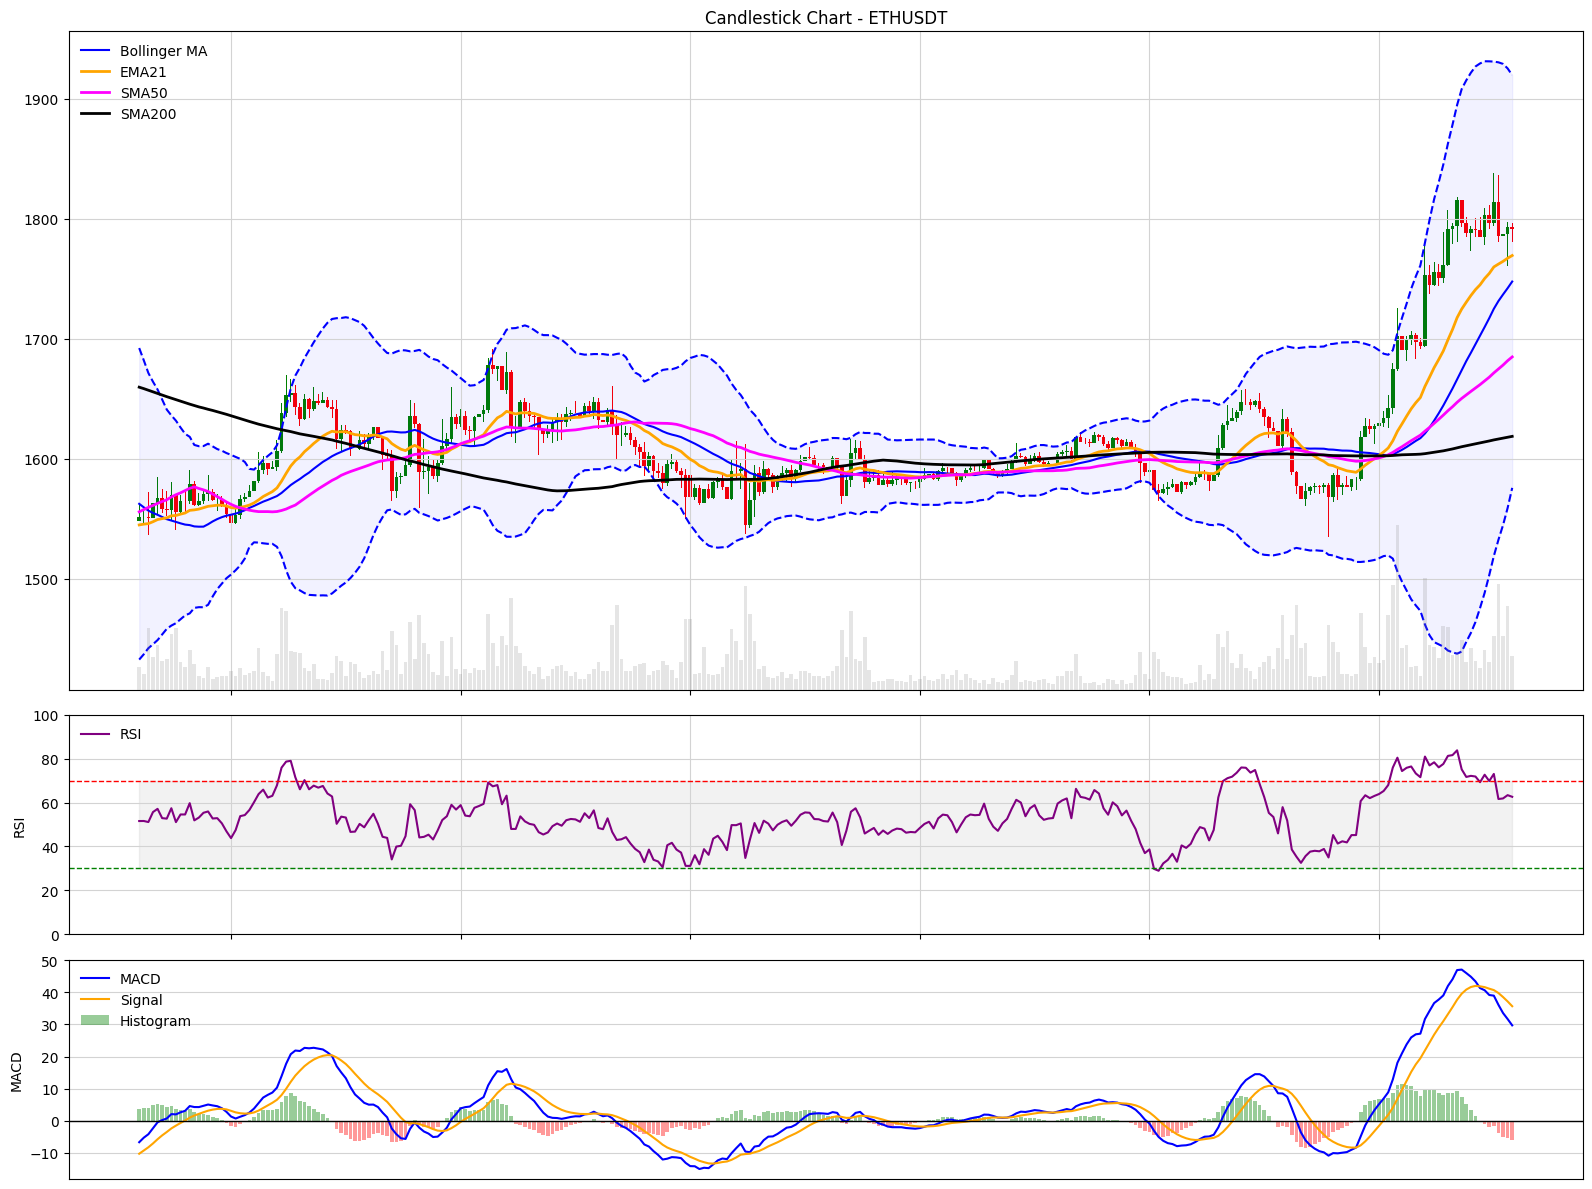 Candlestick Chart - ETHUSDT
Bollinger MA
EMA21
SMA50
SMA200
1900
1800
1700
1600
1500
RSI
RSI
100
80
60
40
20
0
MACD
Signal
Histogram
MACD
50
40
30
20
10
0
−10